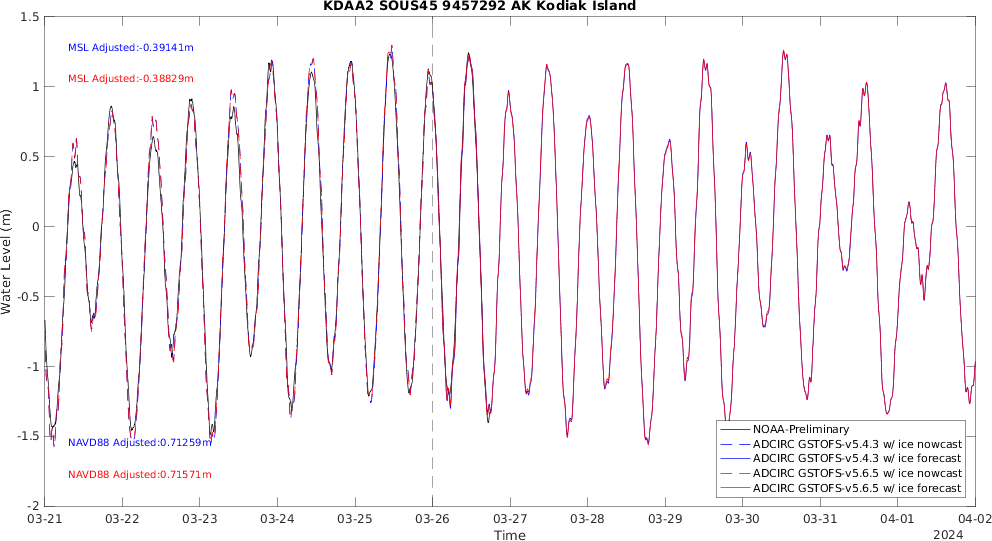 KDAA2 SOUS45 9457292 AK Kodiak Island
1.5
MSL Adjusted:-0.39141m
MSL Adjusted:-0.38829m
1
0.5
0
Water Level (m)
-0.5
-1
-1.5
NAVD88 Adjusted:0.71259m
NAVD88 Adjusted:0.71571m
-2
NOAA-Preliminary
ADCIRC GSTOFS-v5.4.3 w/ ice nowcast
ADCIRC GSTOFS-v5.4.3 w/ ice forecast
ADCIRC GSTOFS-v5.6.5 w/ ice nowcast
ADCIRC GSTOFS-v5.6.5 w/ ice forecast
03-21 03-22 03-23 03-24 03-25 03-26 03-27 03-28 03-29 03-30 03-31 04-01 04-02
Time
2024